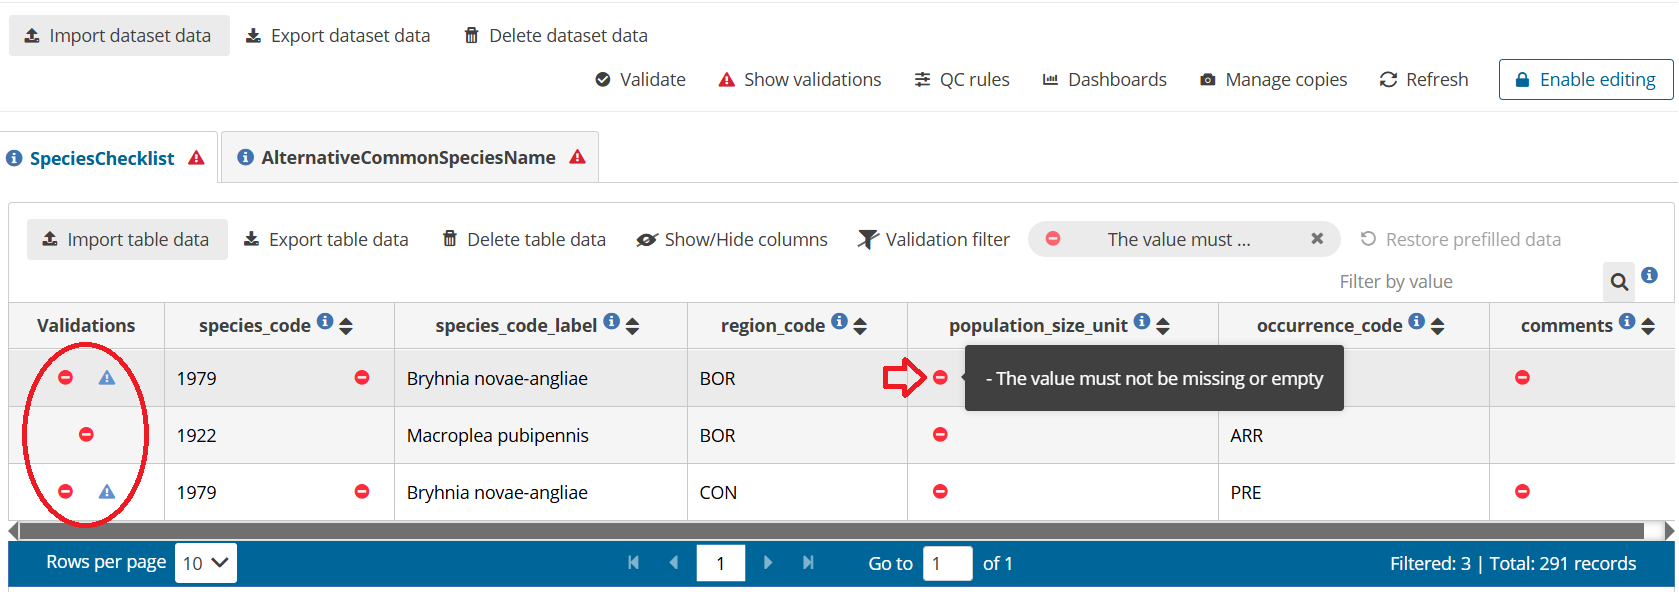 Import dataset data Export dataset data Delete dataset data
Validate Show validations QC rules Dashboards Manage copies Refresh Enable editing
SpeciesChecklist AlternativeCommonSpeciesName
Import table data Export table data Delete table data Show/Hide columns Validation filter The value must ... Restore prefilled data
Filter by value
Validations species_code species_code_label region_code population_size_unit occurrence_code comments
1979 Bryhnia novae-angliae BOR - The value must not be missing or empty
1922 Macroplea pubipennis BOR ARR
1979 Bryhnia novae-angliae CON PRE
Rows per page 10 1 Go to 1 of 1 Filtered: 3 | Total: 291 records